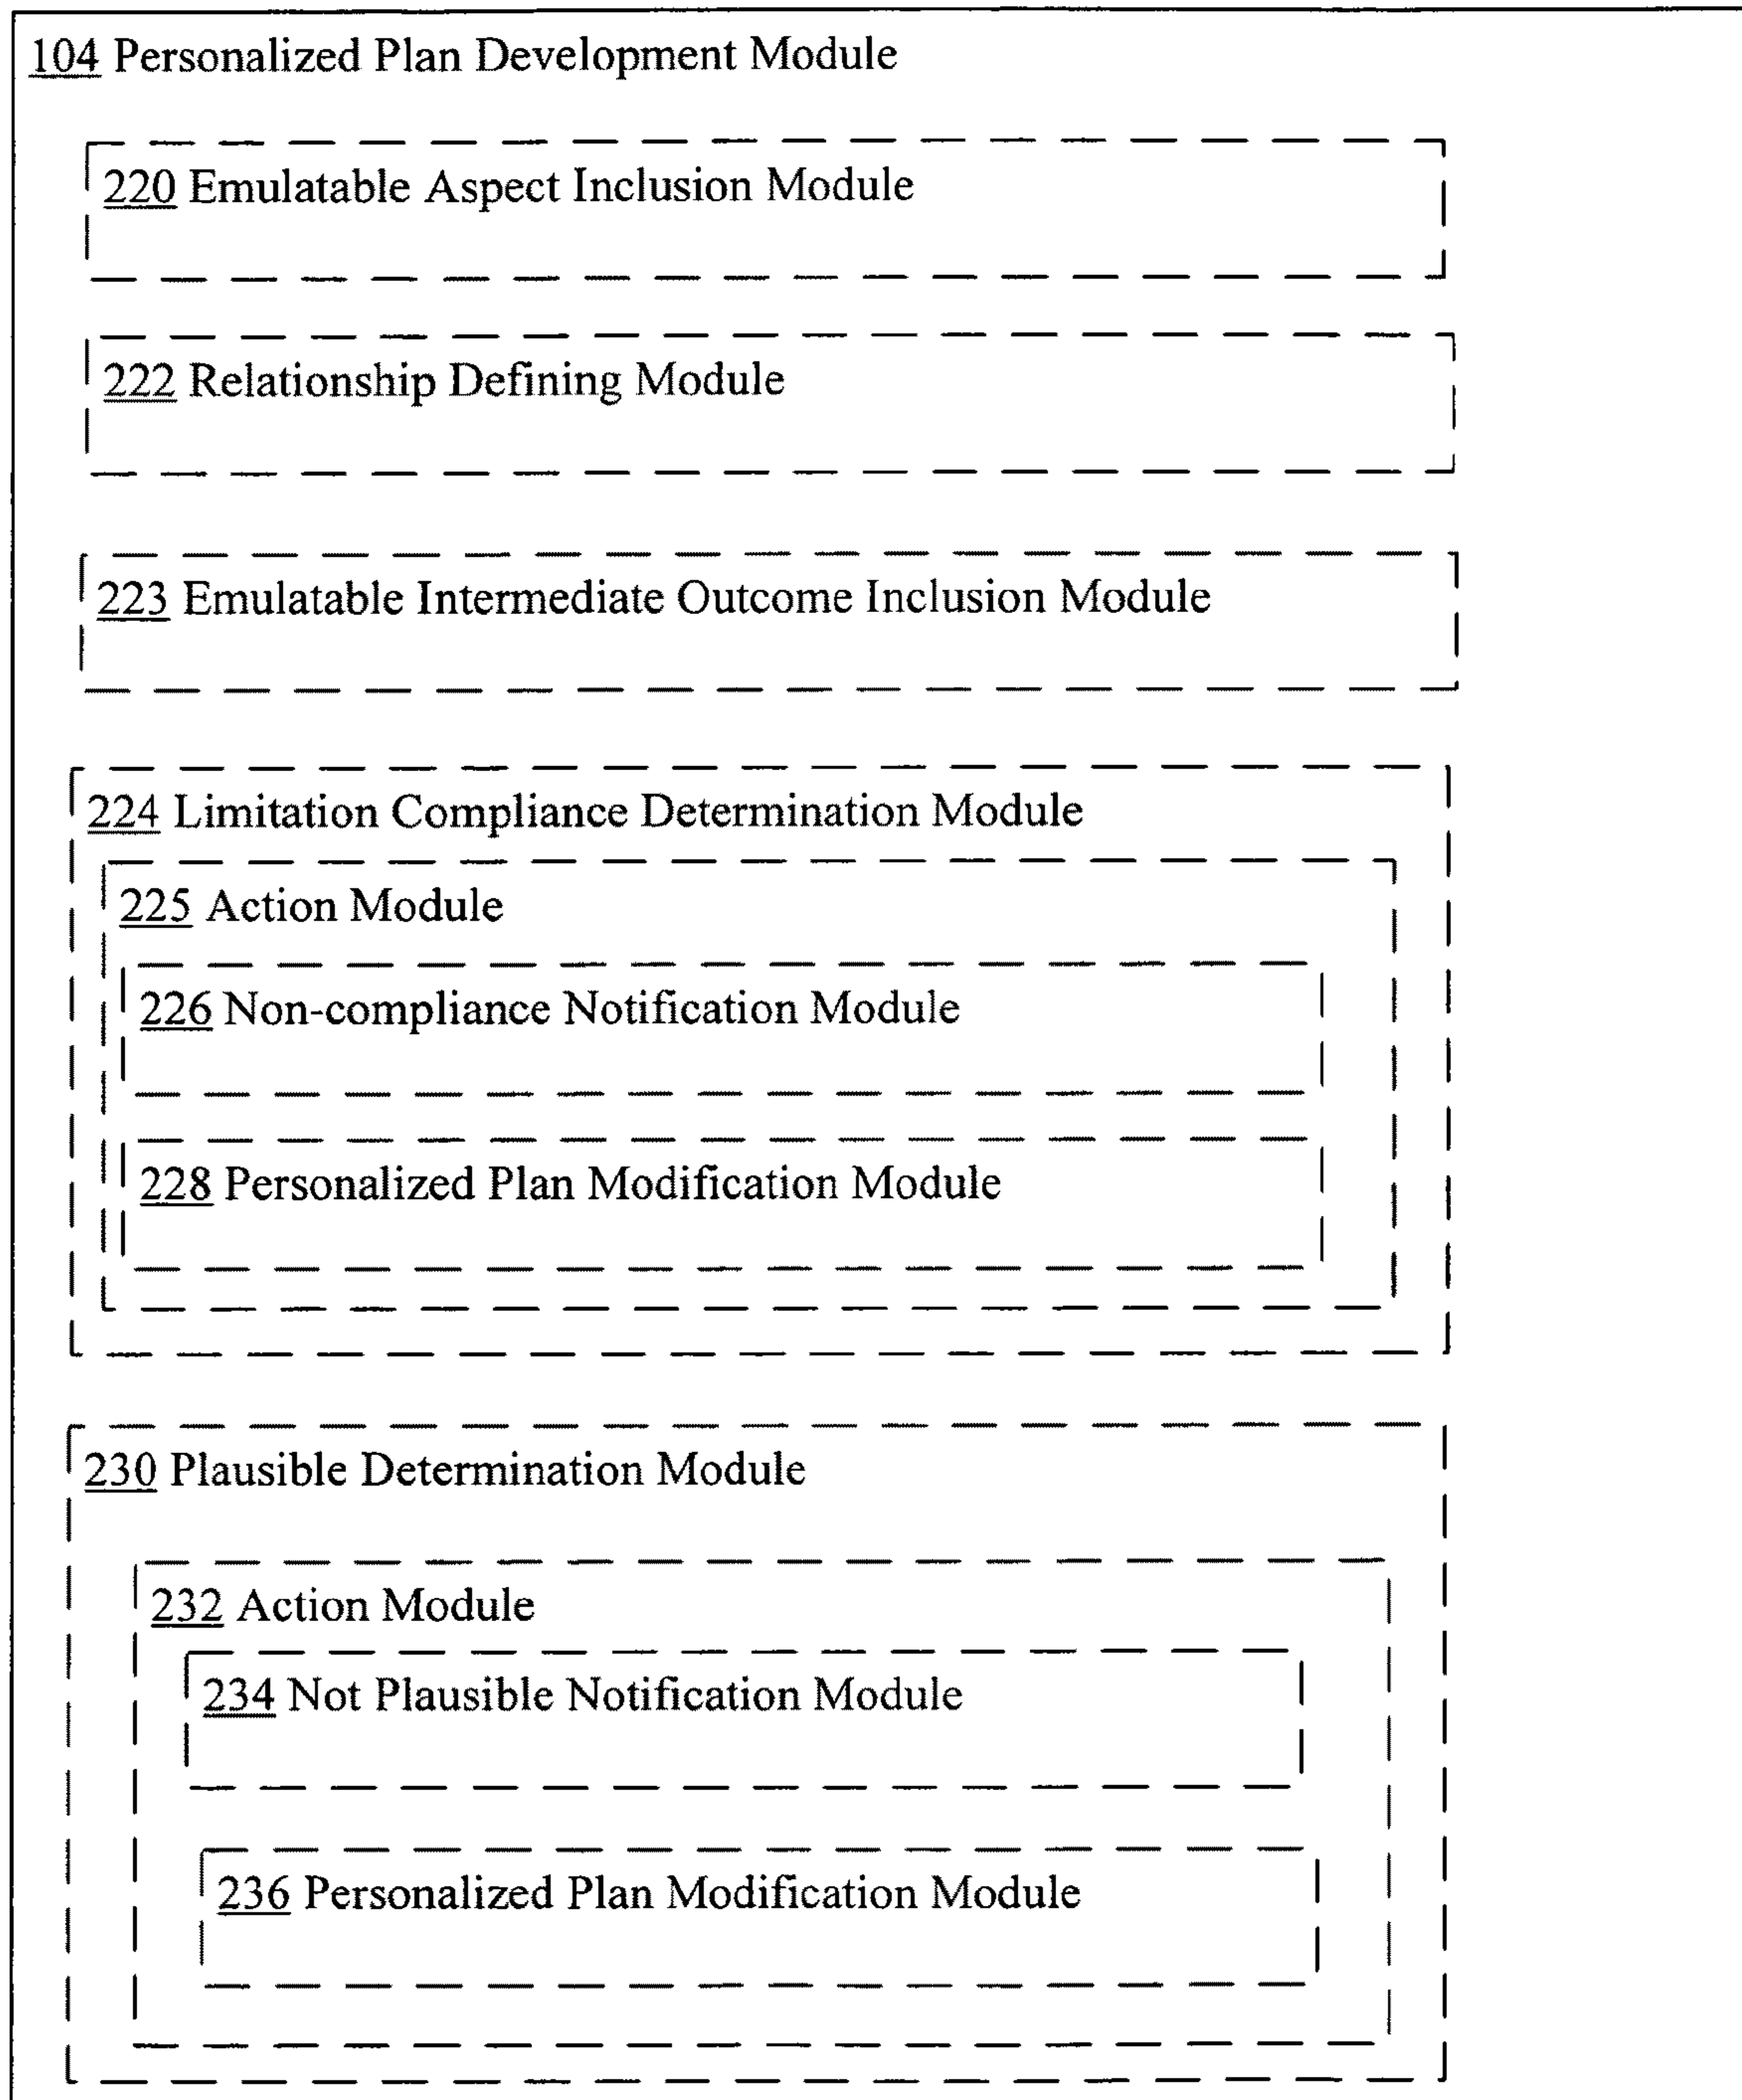 104 Personalized Plan Development Module
220 Emulatable Aspect Inclusion Module
222 Relationship Defining Module
223 Emulatable Intermediate Outcome Inclusion Module
224 Limitation Compliance Determination Module
225 Action Module
226 Non-compliance Notification Module
228 Personalized Plan Modification Module
230 Plausible Determination Module
232 Action Module
234 Not Plausible Notification Module
236 Personalized Plan Modification Module